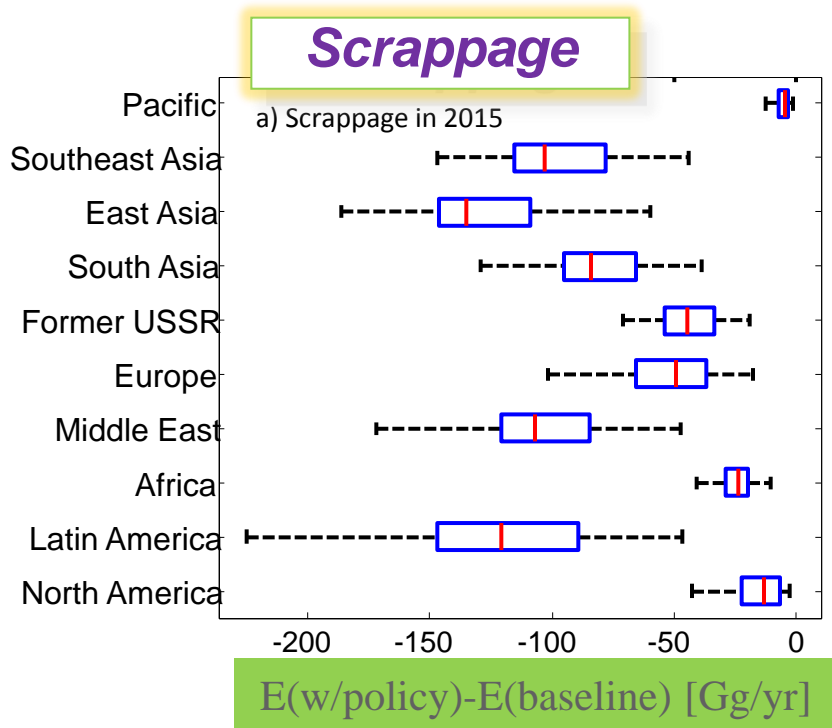 Scrappage
a) Scrappage in 2015
Pacific
Southeast Asia
East Asia
South Asia
Former USSR
Europe
Middle East
Africa
Latin America
North America
-200 -150 -100 -50 0
E(w/policy)-E(baseline) [Gg/yr]